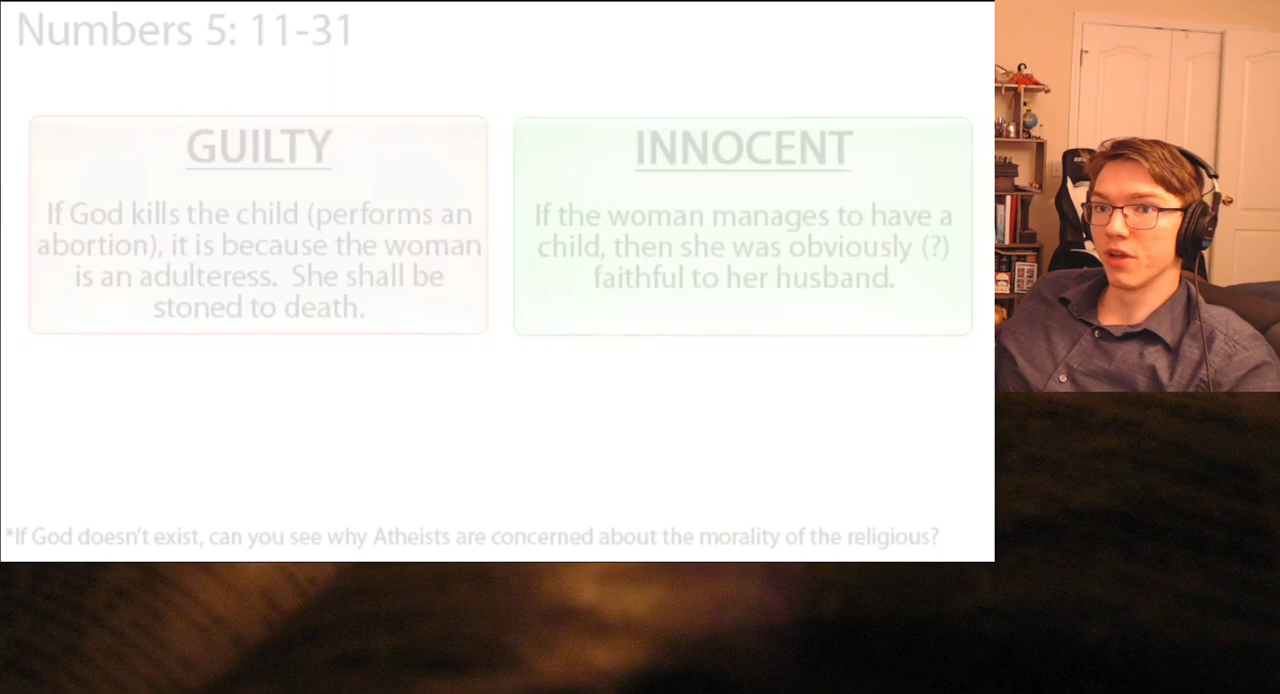 Numbers 5: 11-31
GUILTY
If God kills the child (performs an
abortion), it is because the woman
is an adulteress. She shall be
stoned to death.
INNOCENT
If the woman manages to have a
child, then she was obviously (?)
faithful to her husband.
*If God doesn't exist, can you see why Atheists are concerned about the morality of the religious?